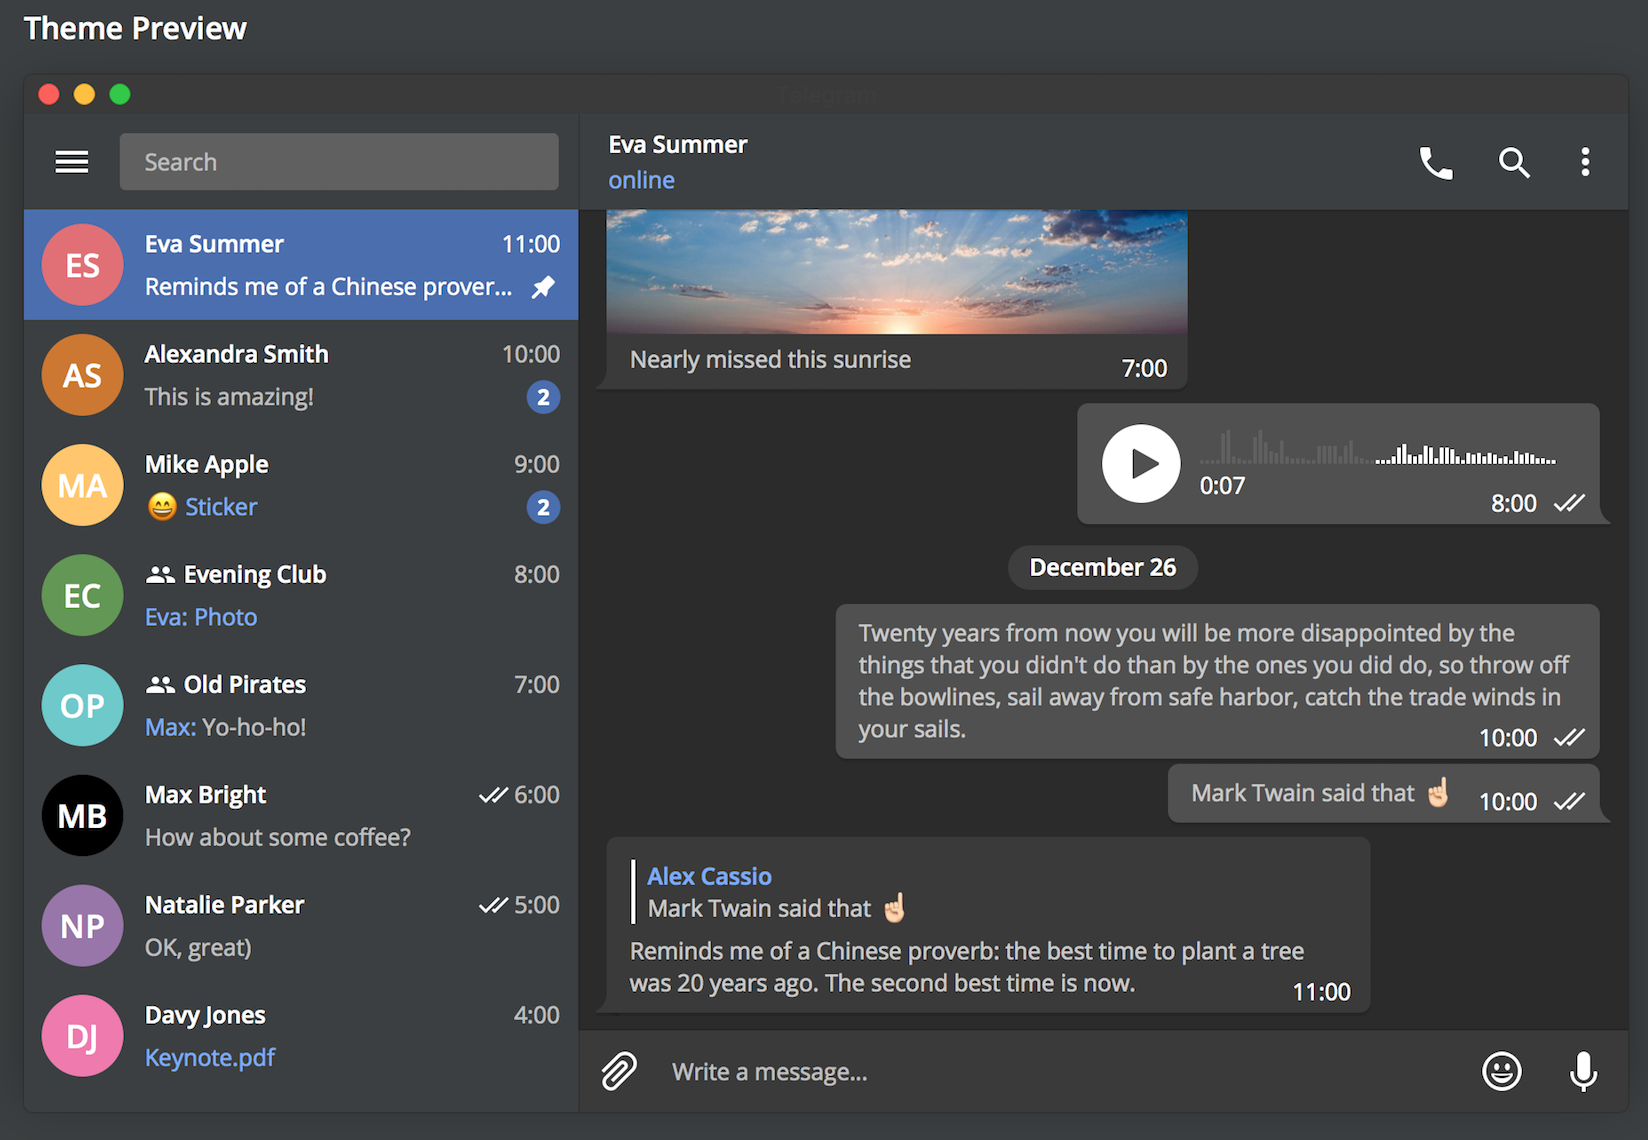 Theme Preview
Telegram
Search
ES
Eva Summer 11:00
Reminds me of a Chinese prover...
AS
Alexandra Smith 10:00
This is amazing! 2
MA
Mike Apple 9:00
😄 Sticker 2
EC
Evening Club 8:00
Eva: Photo
OP
Old Pirates 7:00
Max: Yo-ho-ho!
MB
Max Bright 6:00
How about some coffee?
NP
Natalie Parker 5:00
OK, great)
DJ
Davy Jones 4:00
Keynote.pdf
Eva Summer
online
Nearly missed this sunrise 7:00
0:07
8:00
December 26
Twenty years from now you will be more disappointed by the
things that you didn't do than by the ones you did do, so throw off
the bowlines, sail away from safe harbor, catch the trade winds in
your sails. 10:00
Mark Twain said that ☝🏻 10:00
Alex Cassio
Mark Twain said that ☝🏻
Reminds me of a Chinese proverb: the best time to plant a tree
was 20 years ago. The second best time is now. 11:00
Write a message...